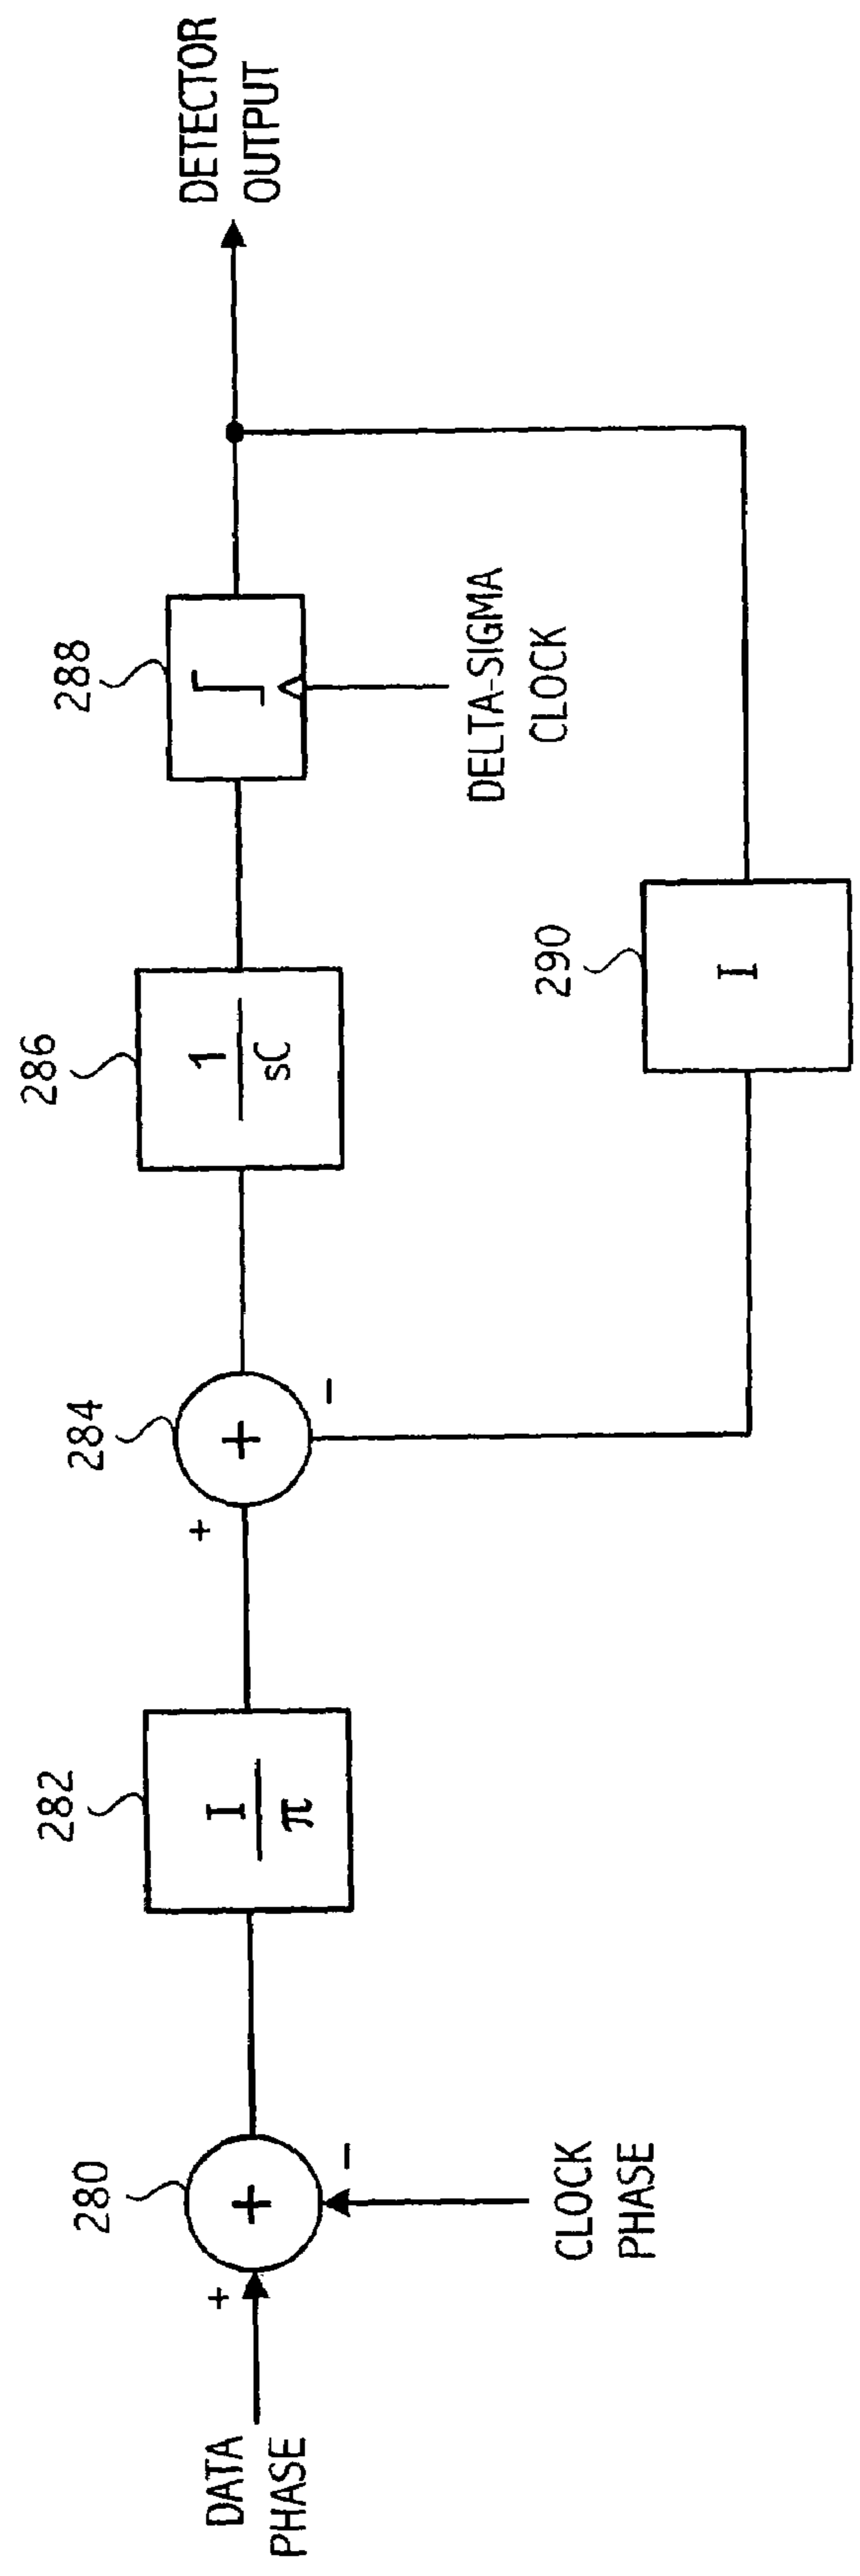 DATA
PHASE
+
280
+
−
CLOCK
PHASE
282
I
π
+
284
+
−
286
1
sC
288
DELTA-SIGMA
CLOCK
290
I
DETECTOR
OUTPUT